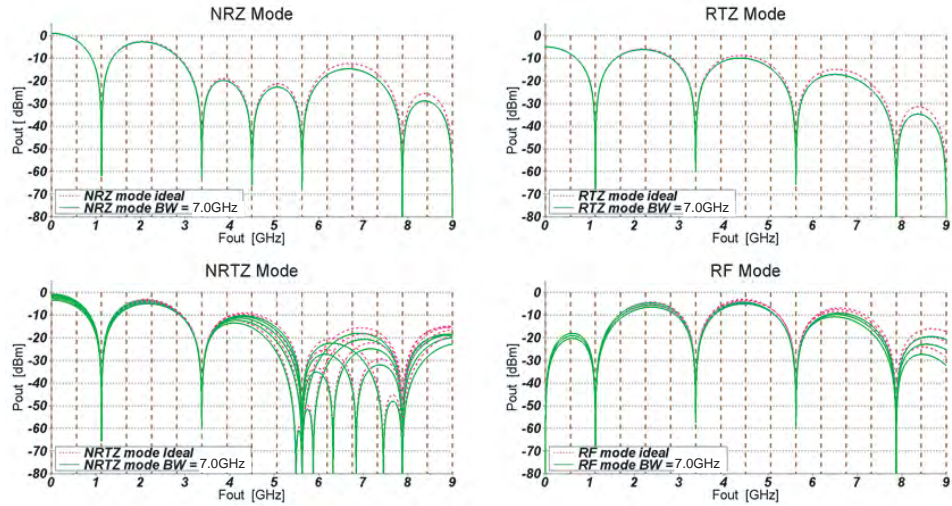 NRZ Mode
0
-10
-20
-30
-40
-50
-60
-70
-80
Pout [ dBm]
NRZ mode ideal
NRZ mode BW = 7.0GHz
0 1 2 3 4 5 6 7 8 9
Fout [GHz]
RTZ Mode
0
-10
-20
-30
-40
-50
-60
-70
-80
Pout [ dBm]
RTZ mode ideal
RTZ mode BW = 7.0GHz
0 1 2 3 4 5 6 7 8 9
Fout [GHz]
NRTZ Mode
0
-10
-20
-30
-40
-50
-60
-70
-80
Pout [ dBm]
NRTZ mode Ideal
NRTZ mode BW = 7.0GHz
0 1 2 3 4 5 6 7 8 9
Fout [GHz]
RF Mode
0
-10
-20
-30
-40
-50
-60
-70
-80
Pout [ dBm]
RF mode ideal
RF mode BW = 7.0GHz
0 1 2 3 4 5 6 7 8 9
Fout [GHz]